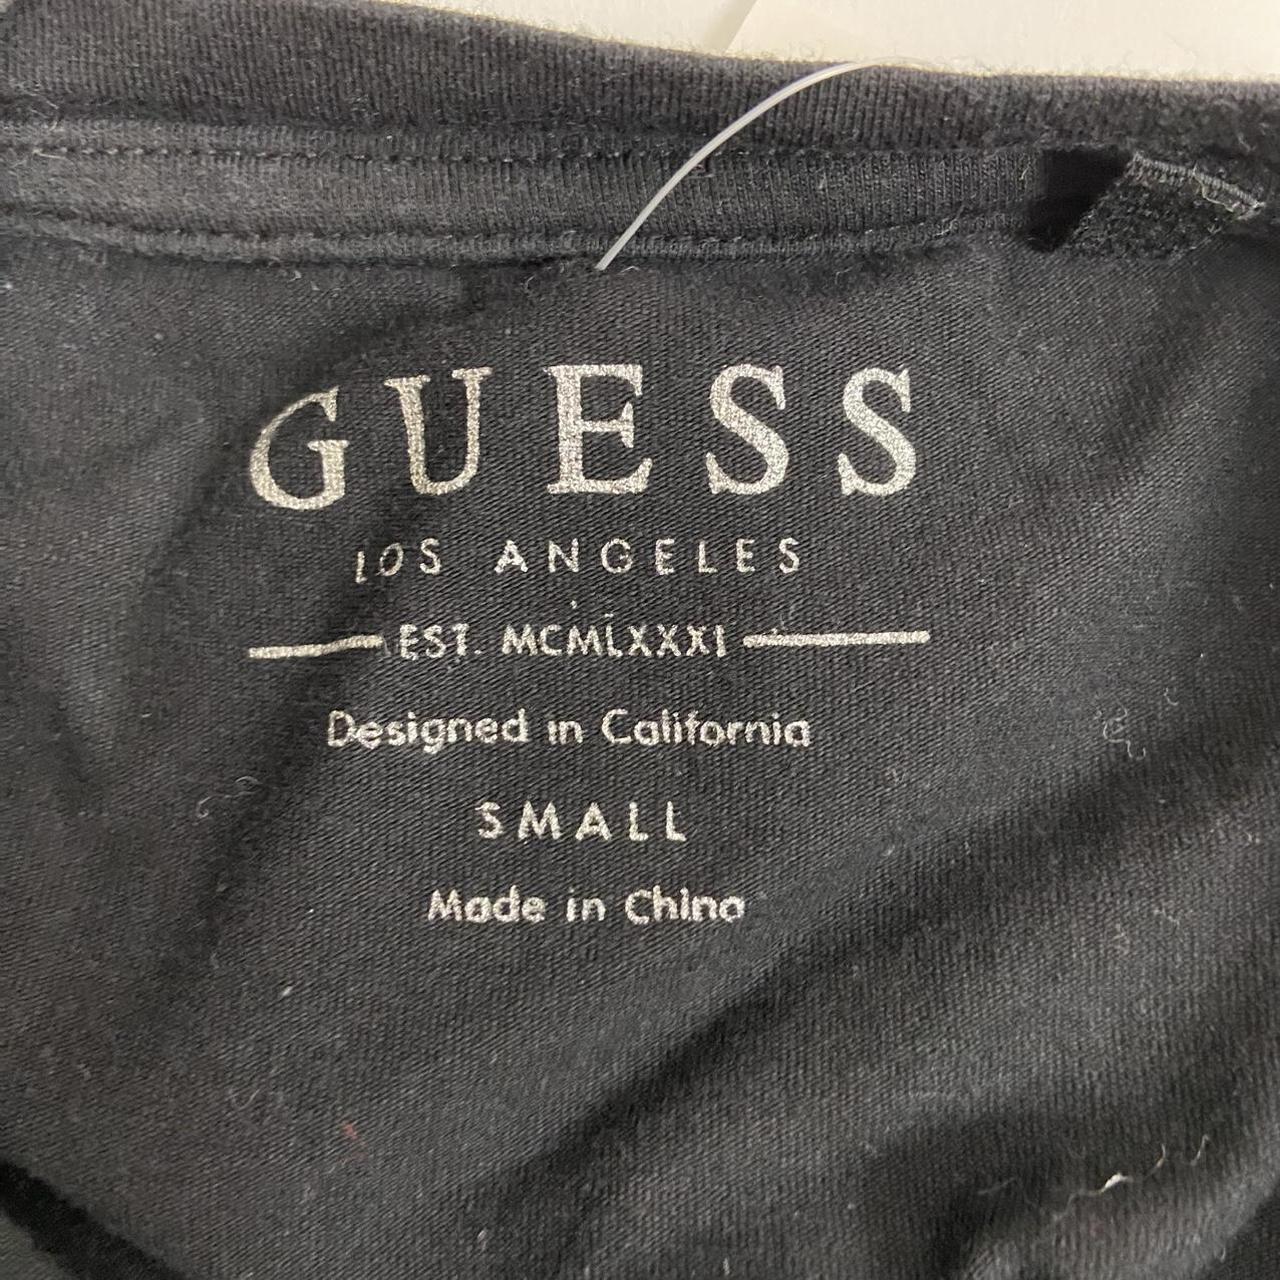 GUESS
LOS ANGELES
EST. MCMLXXXI
Designed in California
SMALL
Made in China